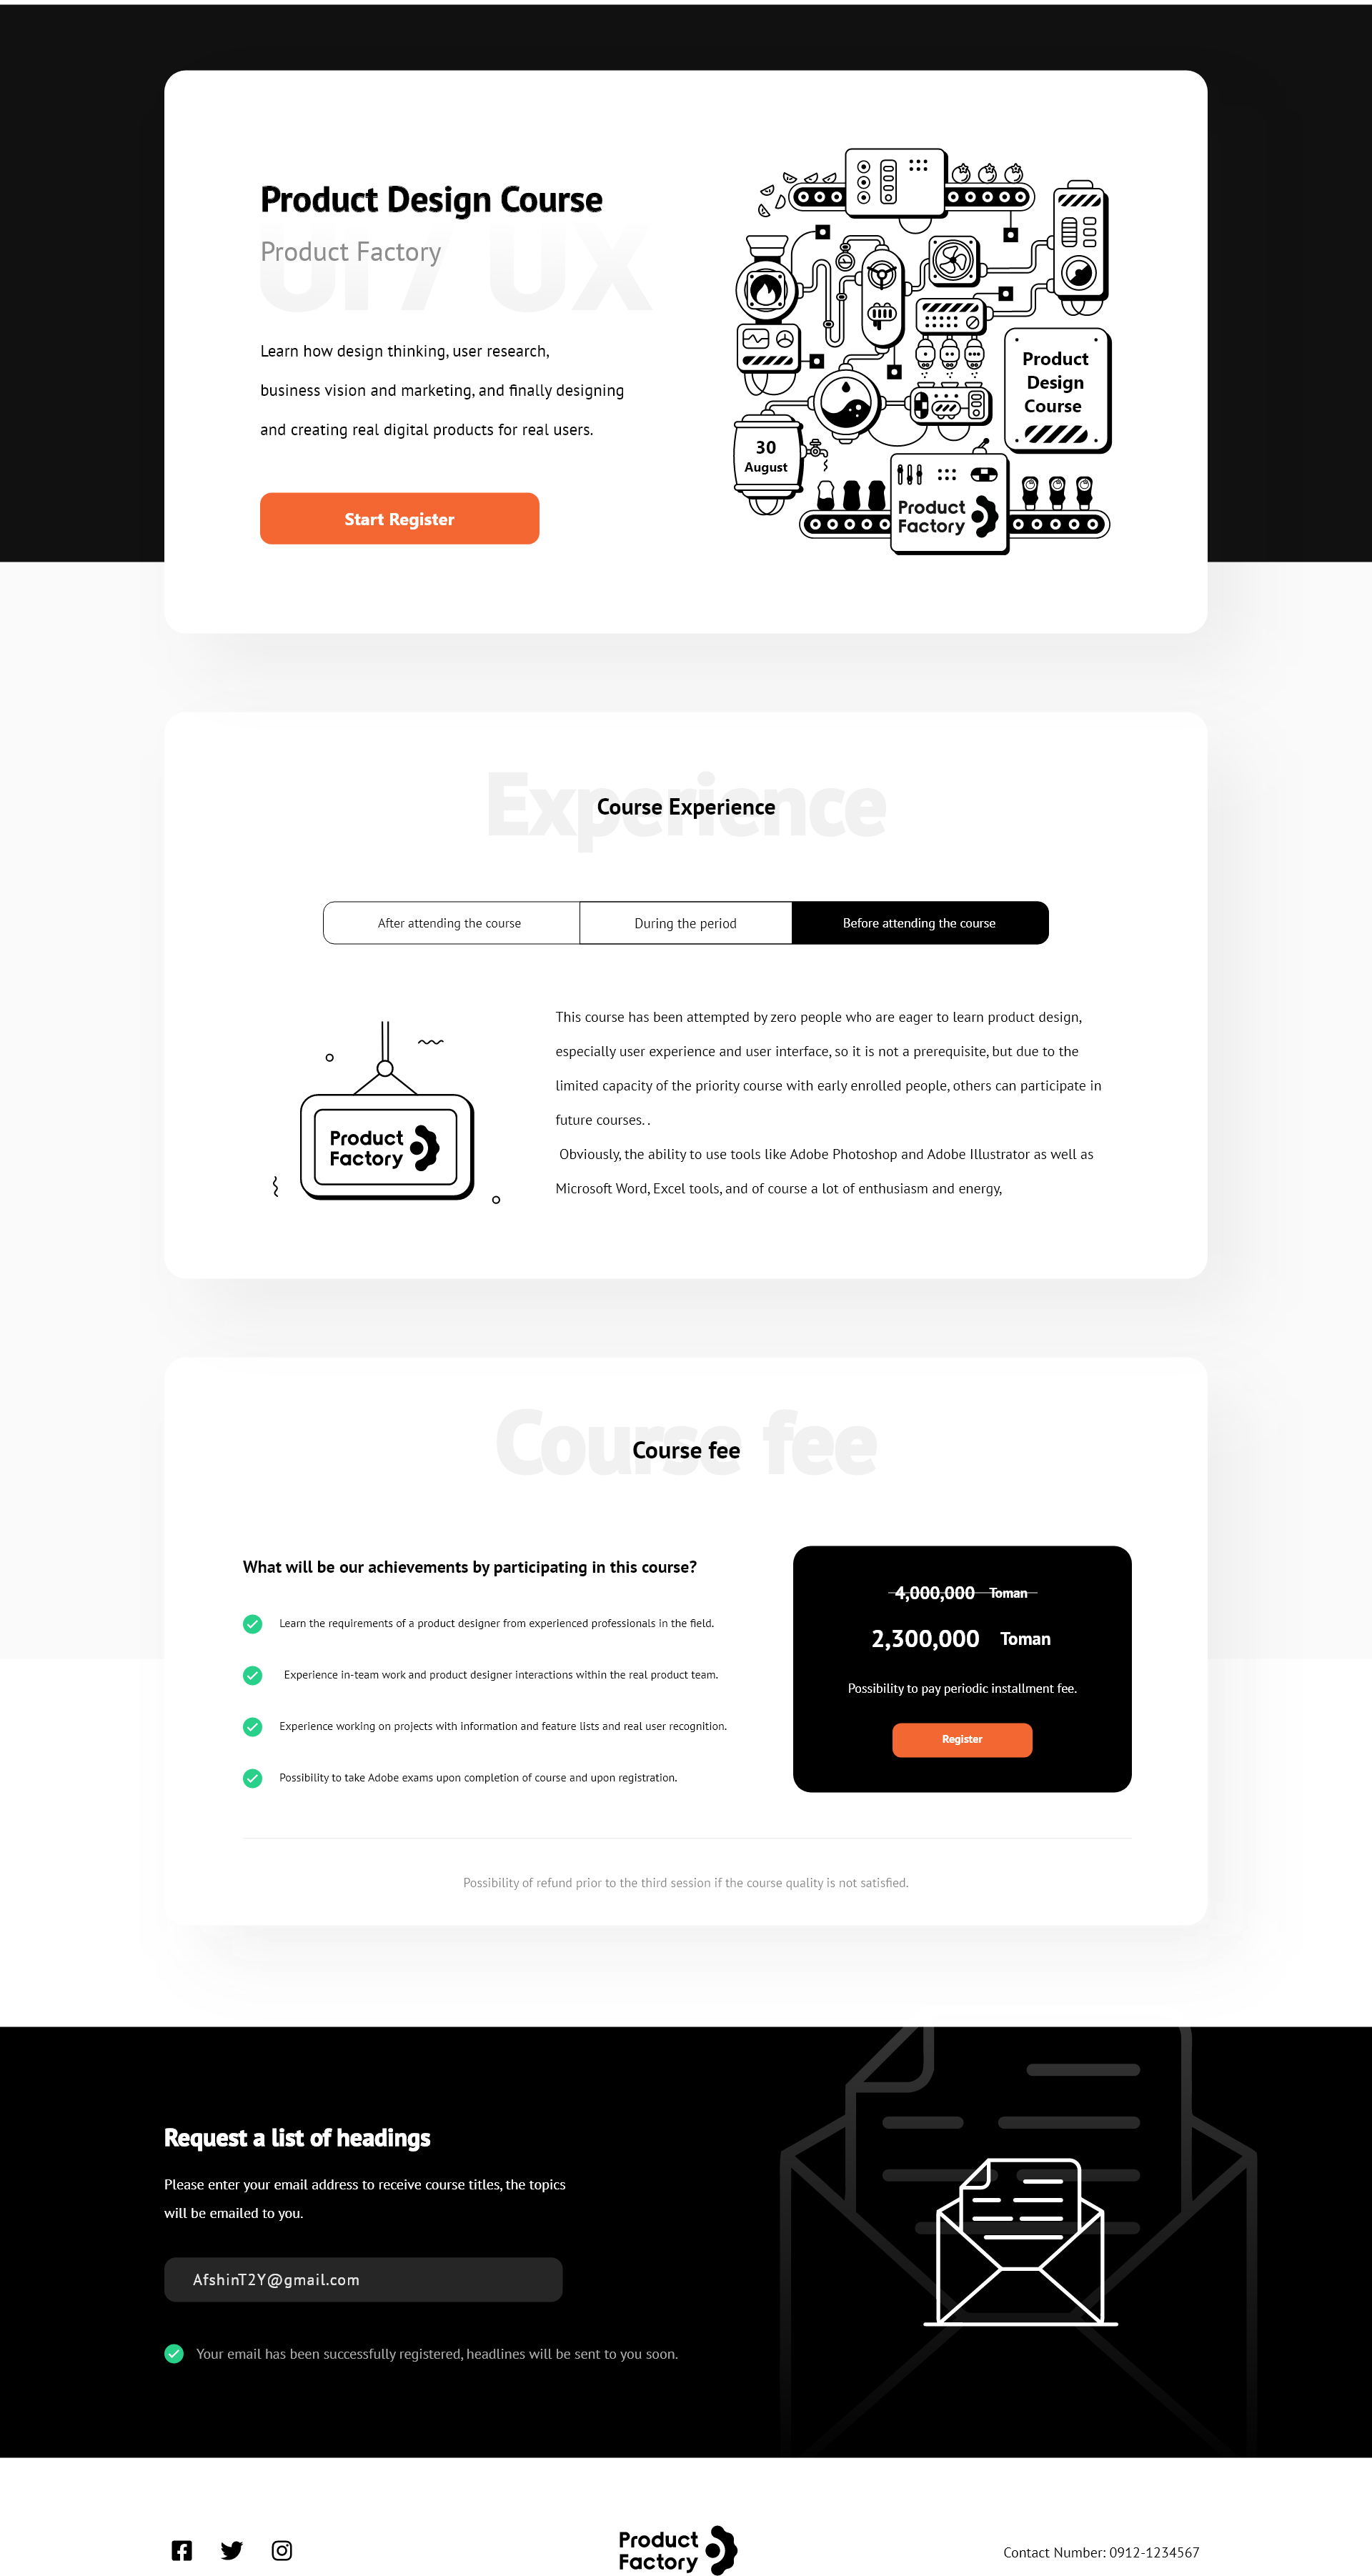 Product Design Course
UI / UX
Product Factory
Learn how design thinking, user research,
business vision and marketing, and finally designing
and creating real digital products for real users.
Start Register
Product
Design
Course
30
August
Product
Factory
Experience
Course Experience
After attending the course
During the period
Before attending the course
This course has been attempted by zero people who are eager to learn product design,
especially user experience and user interface, so it is not a prerequisite, but due to the
limited capacity of the priority course with early enrolled people, others can participate in
future courses. .
Obviously, the ability to use tools like Adobe Photoshop and Adobe Illustrator as well as
Microsoft Word, Excel tools, and of course a lot of enthusiasm and energy,
Product
Factory
Course fee
Course fee
What will be our achievements by participating in this course?
Learn the requirements of a product designer from experienced professionals in the field.
Experience in-team work and product designer interactions within the real product team.
Experience working on projects with information and feature lists and real user recognition.
Possibility to take Adobe exams upon completion of course and upon registration.
4,000,000 Toman
2,300,000 Toman
Possibility to pay periodic installment fee.
Register
Possibility of refund prior to the third session if the course quality is not satisfied.
Request a list of headings
Please enter your email address to receive course titles, the topics
will be emailed to you.
AfshinT2Y@gmail.com
Your email has been successfully registered, headlines will be sent to you soon.
Product
Factory
Contact Number: 0912-1234567